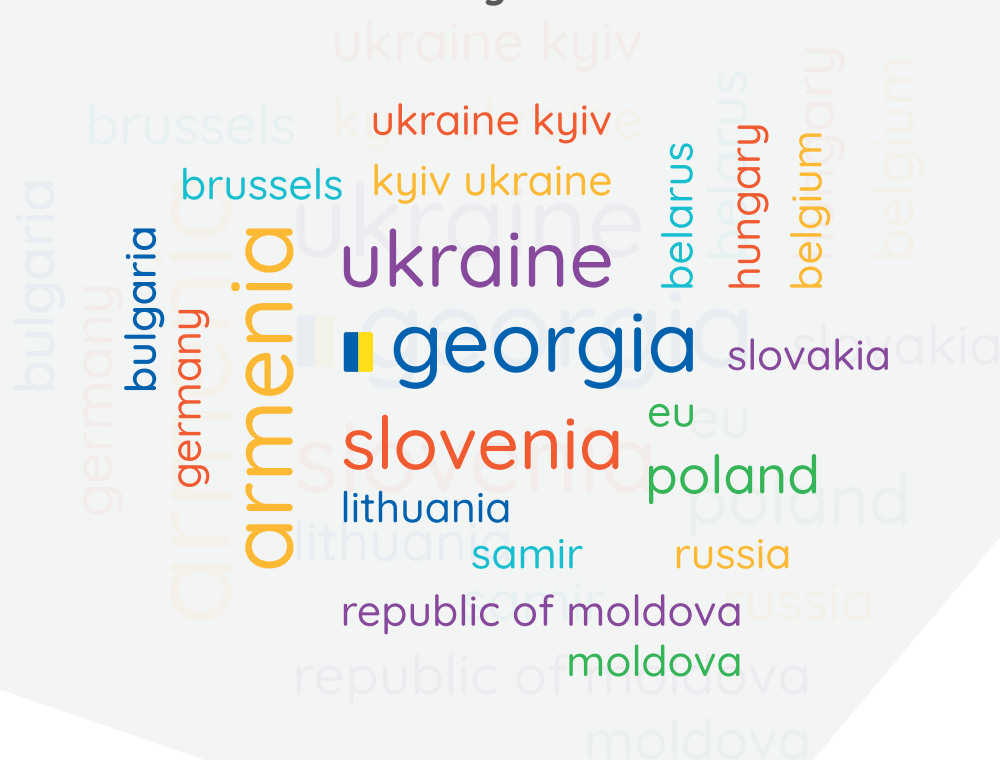 ukraine kyiv
brussels
kyiv ukraine
belarus
hungary
belgium
bulgaria
germany
armenia
ukraine
georgia
slovakia
slovenia
eu
poland
lithuania
samir
russia
republic of moldova
moldova